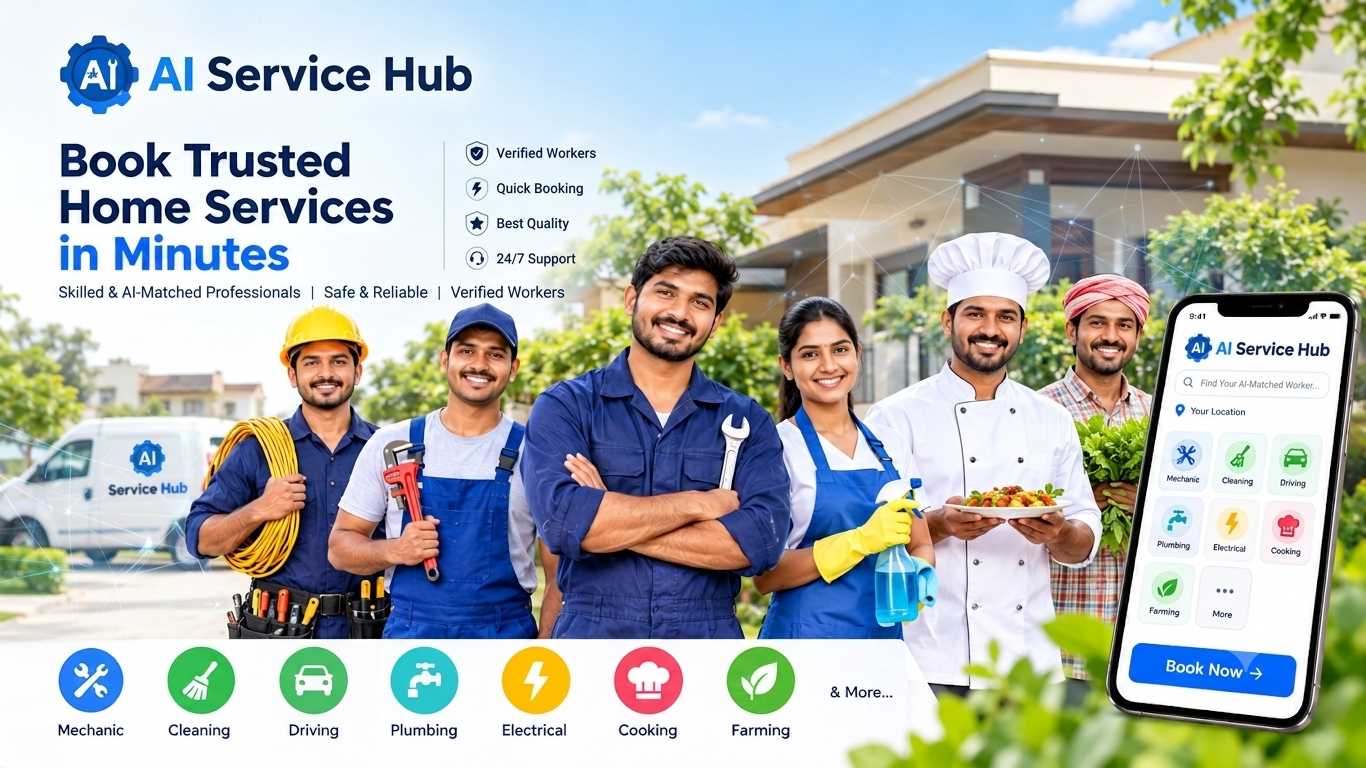 AI AI Service Hub
Book Trusted
Home Services
in Minutes
Verified Workers
Quick Booking
Best Quality
24/7 Support
Skilled & AI-Matched Professionals | Safe & Reliable | Verified Workers
AI
Service Hub
9:41
AI AI Service Hub
Find Your AI-Matched Worker...
Your Location
Mechanic
Cleaning
Driving
Plumbing
Electrical
Cooking
Farming
More
Book Now →
Mechanic
Cleaning
Driving
Plumbing
Electrical
Cooking
Farming
& More...